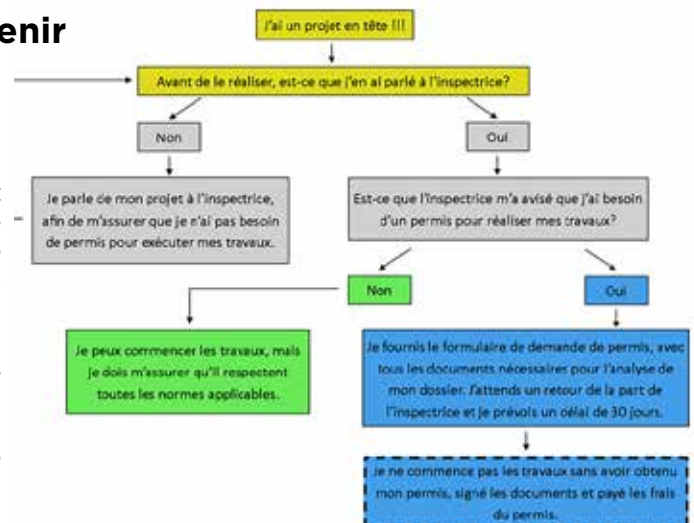 enir
J'ai un projet en tête !!!
Avant de le réaliser, est-ce que j'en ai parlé à l'inspectrice?
Non
Oui
Je parle de mon projet à l'inspectrice,
afin de m'assurer que je n'ai pas besoin
de permis pour exécuter mes travaux.
Est-ce que l'inspectrice m'a avisé que j'ai besoin
d'un permis pour réaliser mes travaux?
Non
Oui
Je peux commencer les travaux, mais
je dois m'assurer qu'il respectent
toutes les normes applicables.
Je fournis le formulaire de demande de permis, avec
tous les documents nécessaires pour l'analyse de
mon dossier. J'attends un retour de la part de
l'inspectrice et je prévois un délai de 30 jours.
Je ne commence pas les travaux sans avoir obtenu
mon permis, signé les documents et payé les frais
du permis.